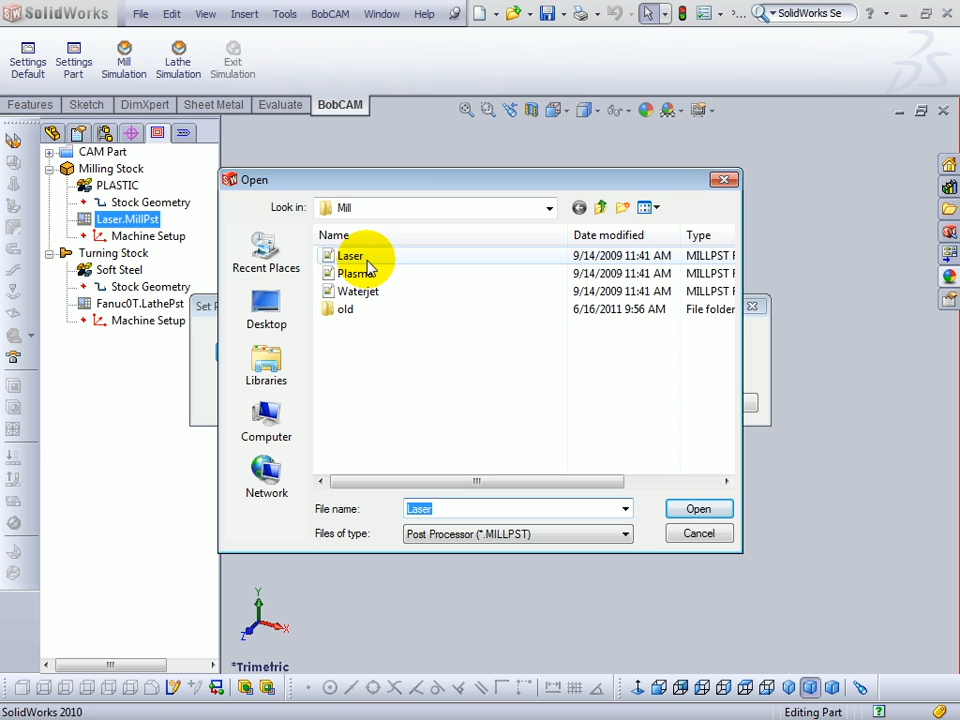 SolidWorks File Edit View Insert Tools BobCAM Window Help SolidWorks Se
Settings Default
Settings Part
Mill Simulation
Lathe Simulation
Exit Simulation
Features Sketch DimXpert Sheet Metal Evaluate BobCAM
CAM Part
Milling Stock
PLASTIC
Stock Geometry
Laser.MillPst
Machine Setup
Turning Stock
Soft Steel
Stock Geometry
Fanuc0T.LathePst
Machine Setup
Open
Look in: Mill
Name Date modified Type
Laser 9/14/2009 11:41 AM MILLPST F
Plasma 9/14/2009 11:41 AM MILLPST F
Waterjet 9/14/2009 11:41 AM MILLPST F
old 6/16/2011 9:56 AM File folder
Recent Places
Desktop
Libraries
Computer
Network
File name: Laser Open
Files of type: Post Processor (*.MILLPST) Cancel
Set
Y
X
Z
*Trimetric
SolidWorks 2010 Editing Part